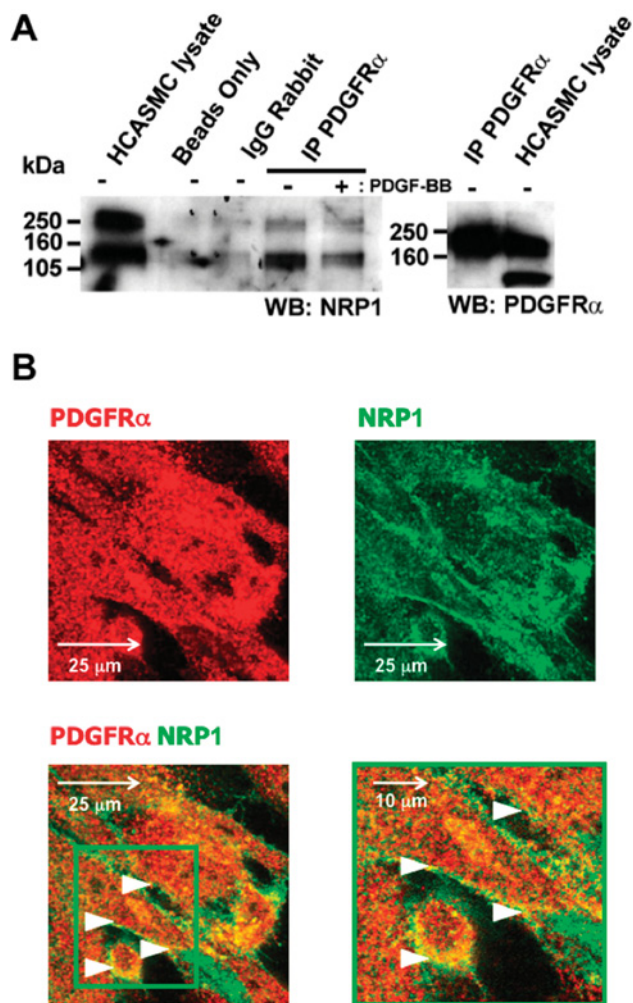 A
HCASMC lysate
Beads Only
IgG Rabbit
IP PDGFRα
kDa
- - - - + : PDGF-BB
250
160
105
WB: NRP1
IP PDGFRα
HCASMC lysate
- -
250
160
WB: PDGFRα
B
PDGFRα
NRP1
25 μm
25 μm
PDGFRα NRP1
25 μm
10 μm